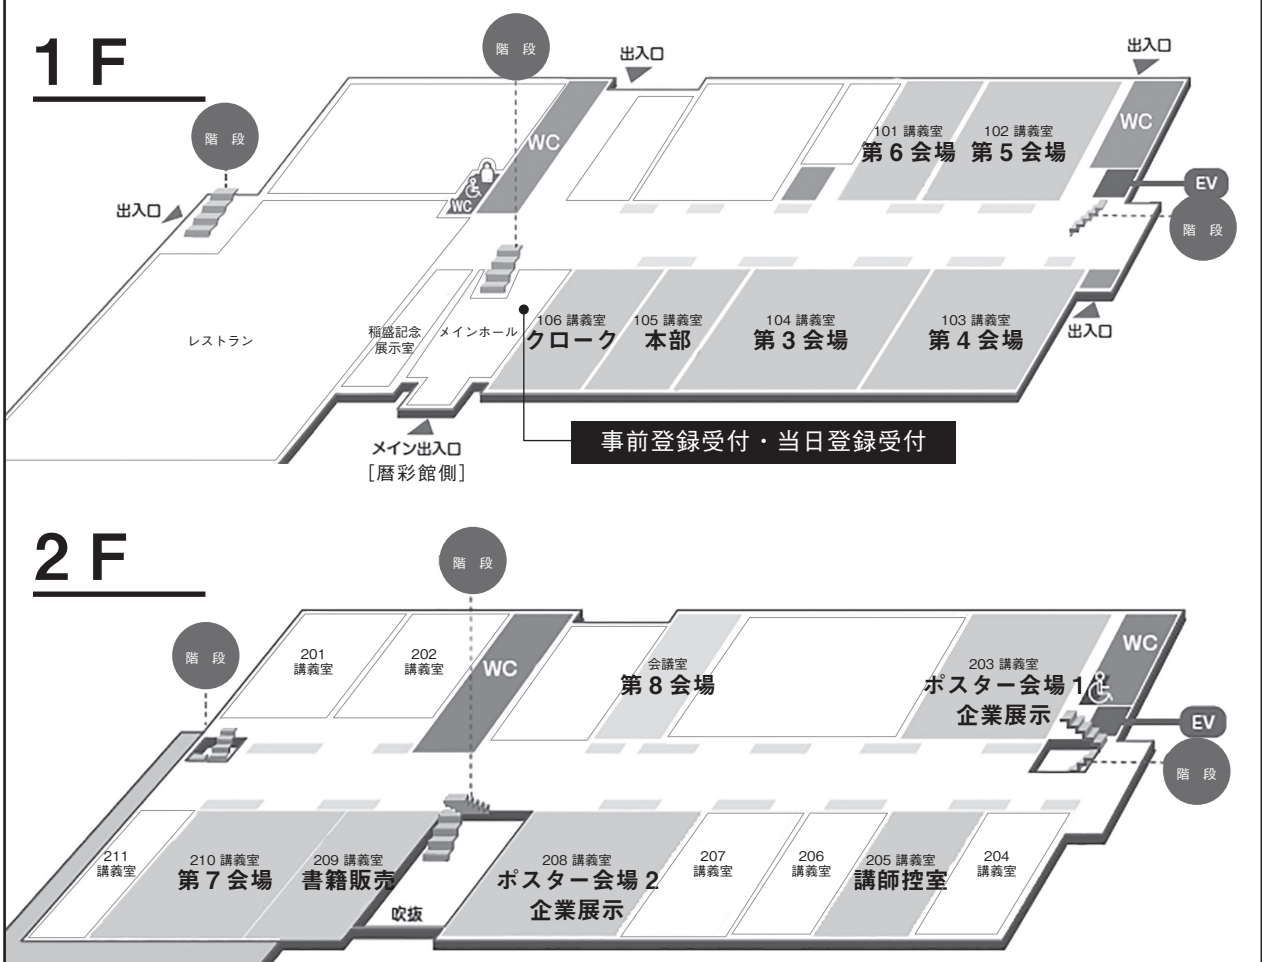 1 F
階 段
出入口
出入口
階 段
WC
101 講義室
第 6 会場
102 講義室
第 5 会場
WC
EV
出入口
WC
階 段
レストラン
稲盛記念
展示室
メインホール
106 講義室
クローク
105 講義室
本部
104 講義室
第 3 会場
103 講義室
第 4 会場
出入口
事前登録受付・当日登録受付
メイン出入口
［暦彩館側］
2 F
階 段
階 段
201
講義室
202
講義室
WC
会議室
第 8 会場
203 講義室
ポスター会場 1
企業展示
WC
EV
階 段
211
講義室
210 講義室
第 7 会場
209 講義室
書籍販売
吹抜
208 講義室
ポスター会場 2
企業展示
207
講義室
206
講義室
205 講義室
講師控室
204
講義室